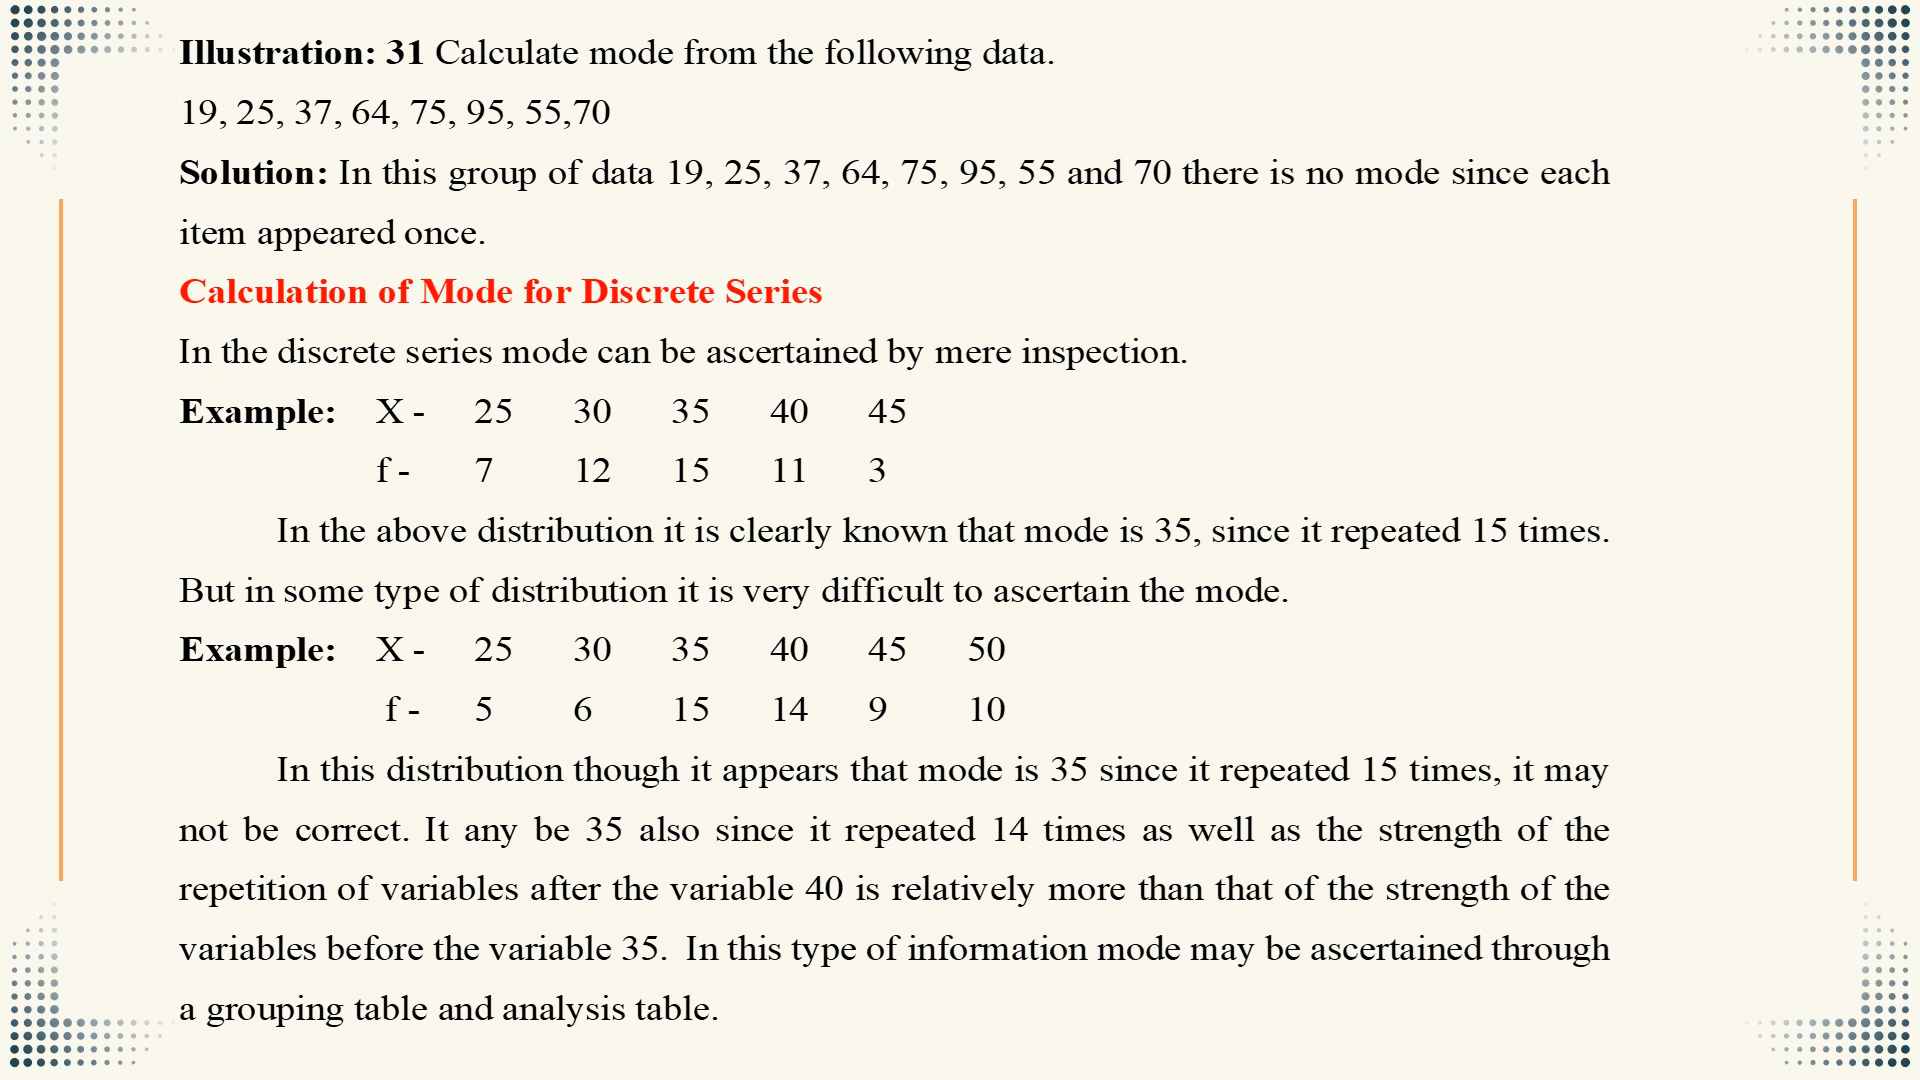 Illustration: 31 Calculate mode from the following data.
19, 25, 37, 64, 75, 95, 55,70
Solution: In this group of data 19, 25, 37, 64, 75, 95, 55 and 70 there is no mode since each
item appeared once.
Calculation of Mode for Discrete Series
In the discrete series mode can be ascertained by mere inspection.
Example: X - 25 30 35 40 45
f - 7 12 15 11 3
In the above distribution it is clearly known that mode is 35, since it repeated 15 times.
But in some type of distribution it is very difficult to ascertain the mode.
Example: X - 25 30 35 40 45 50
f - 5 6 15 14 9 10
In this distribution though it appears that mode is 35 since it repeated 15 times, it may
not be correct. It any be 35 also since it repeated 14 times as well as the strength of the
repetition of variables after the variable 40 is relatively more than that of the strength of the
variables before the variable 35. In this type of information mode may be ascertained through
a grouping table and analysis table.